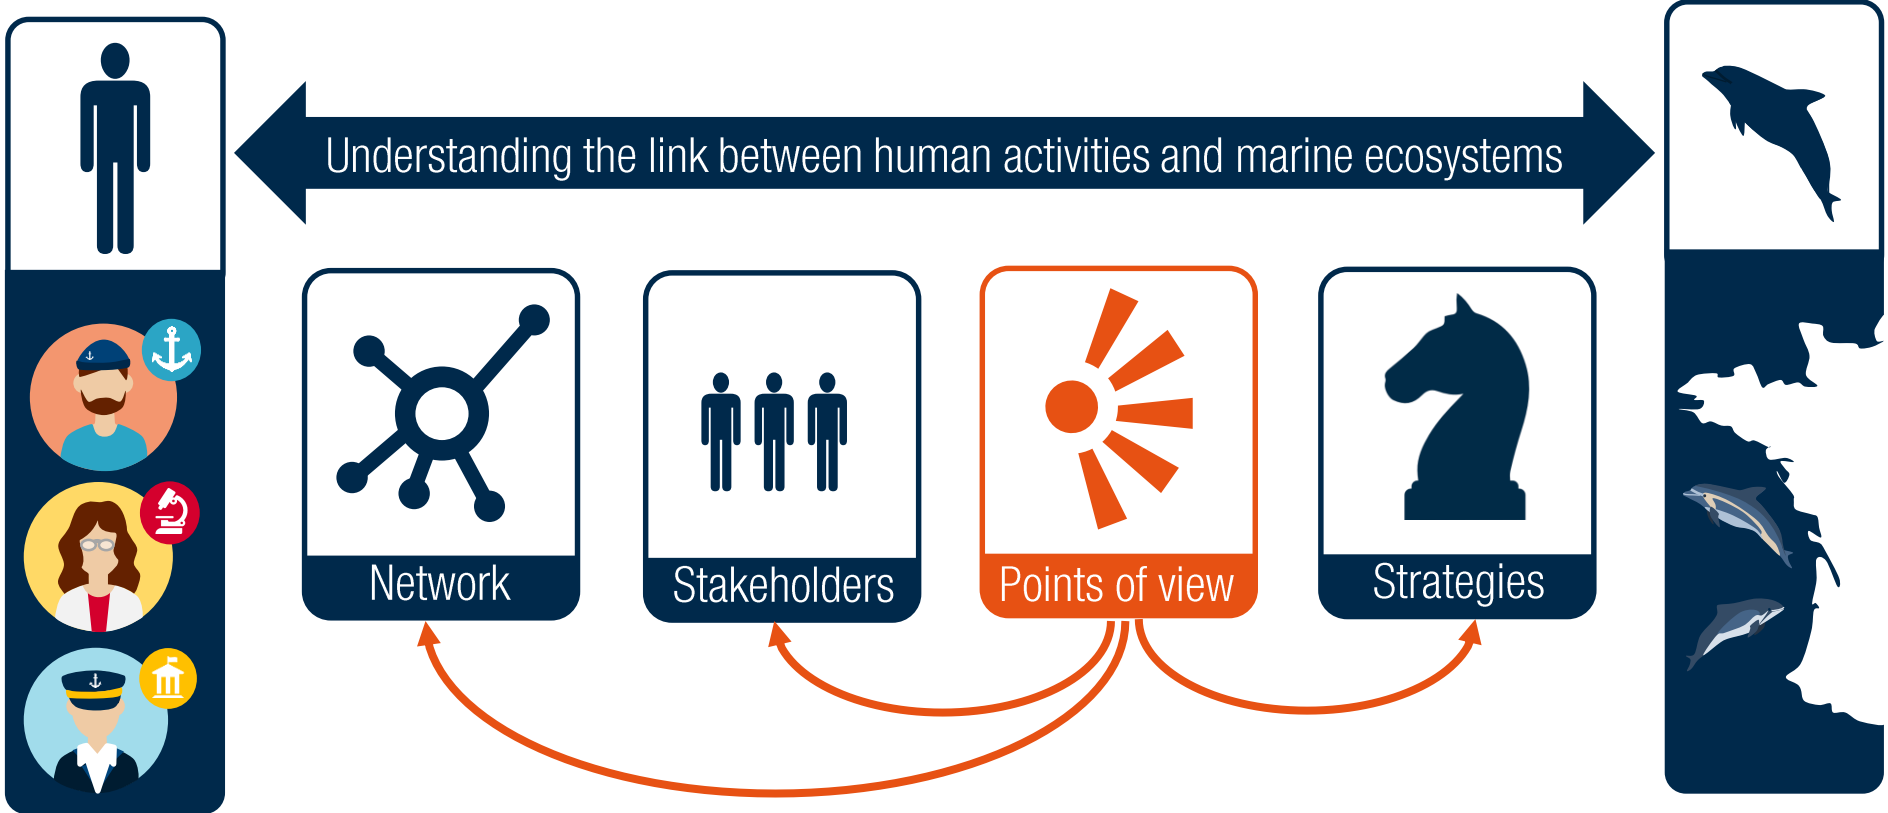 Understanding the link between human activities and marine ecosystems
Network
Stakeholders
Points of view
Strategies